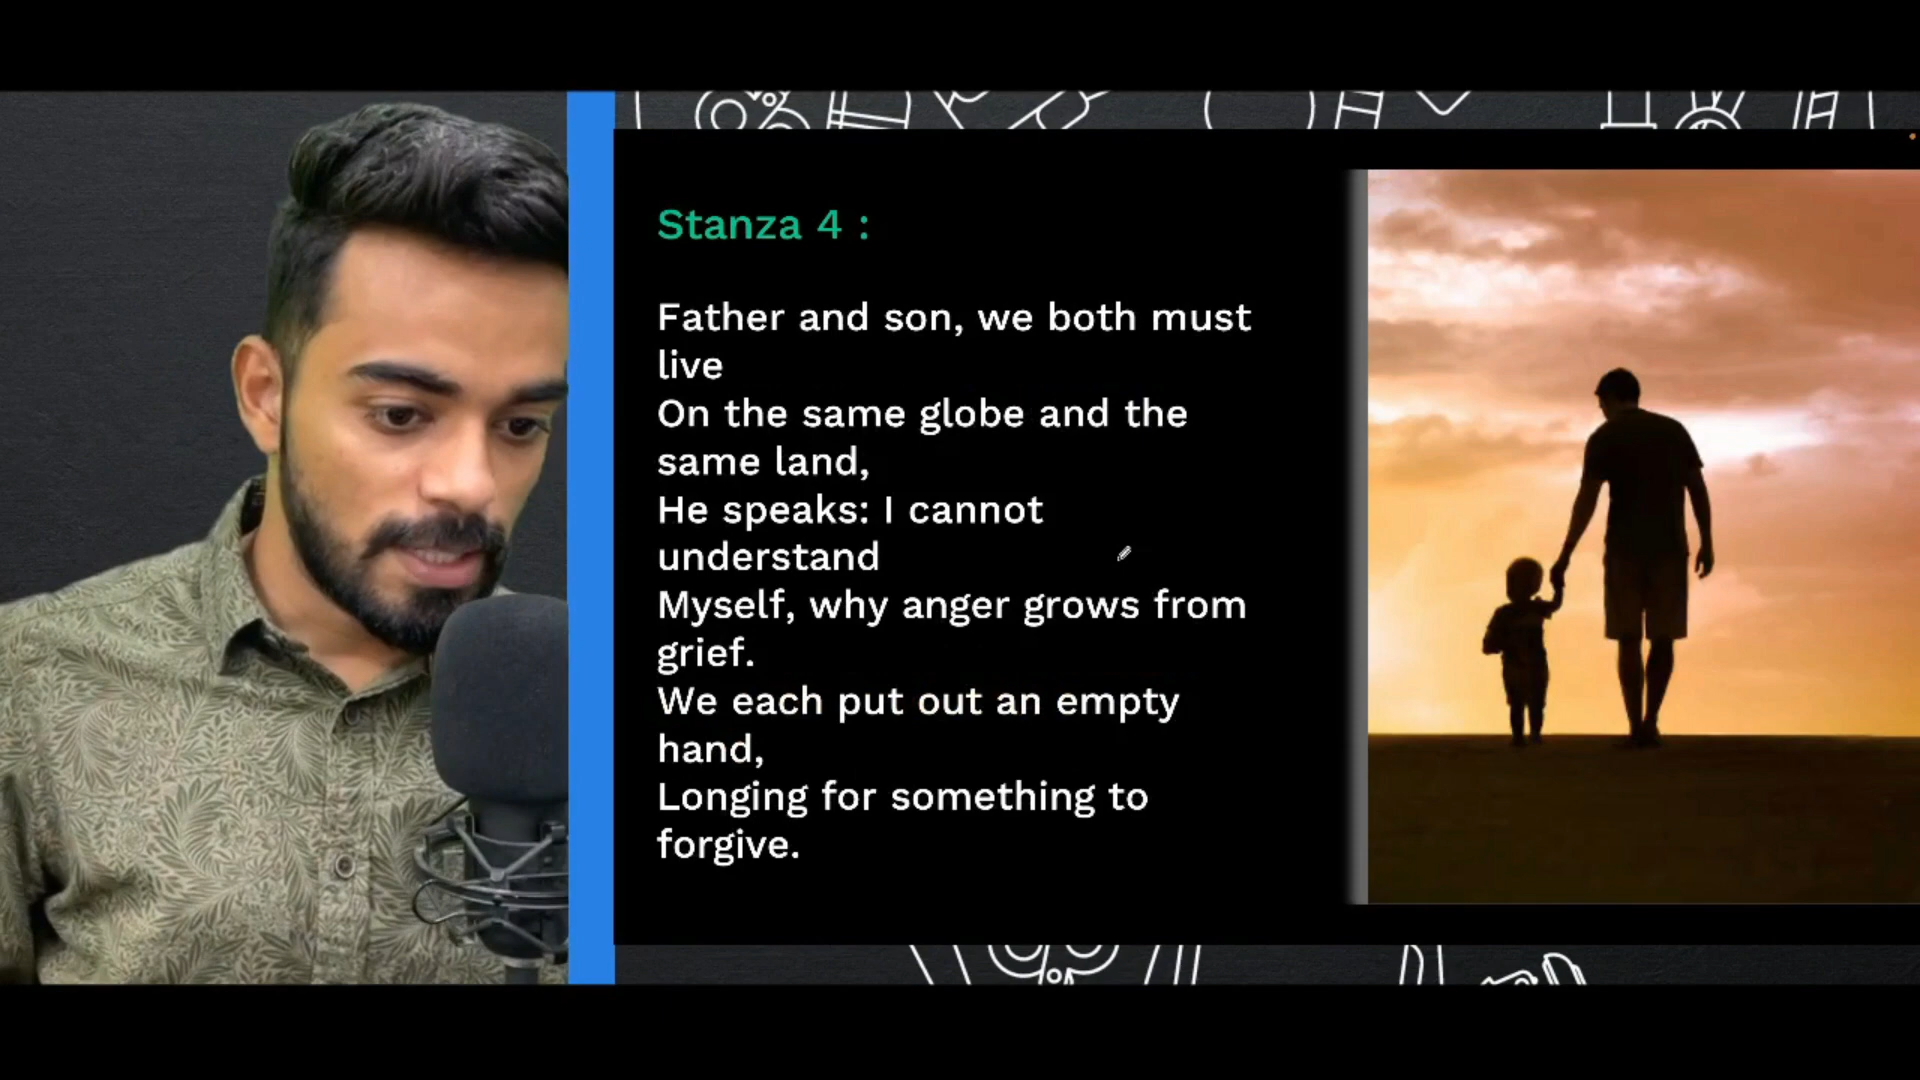 Stanza 4 :
Father and son, we both must
live
On the same globe and the
same land,
He speaks: I cannot
understand
Myself, why anger grows from
grief.
We each put out an empty
hand,
Longing for something to
forgive.